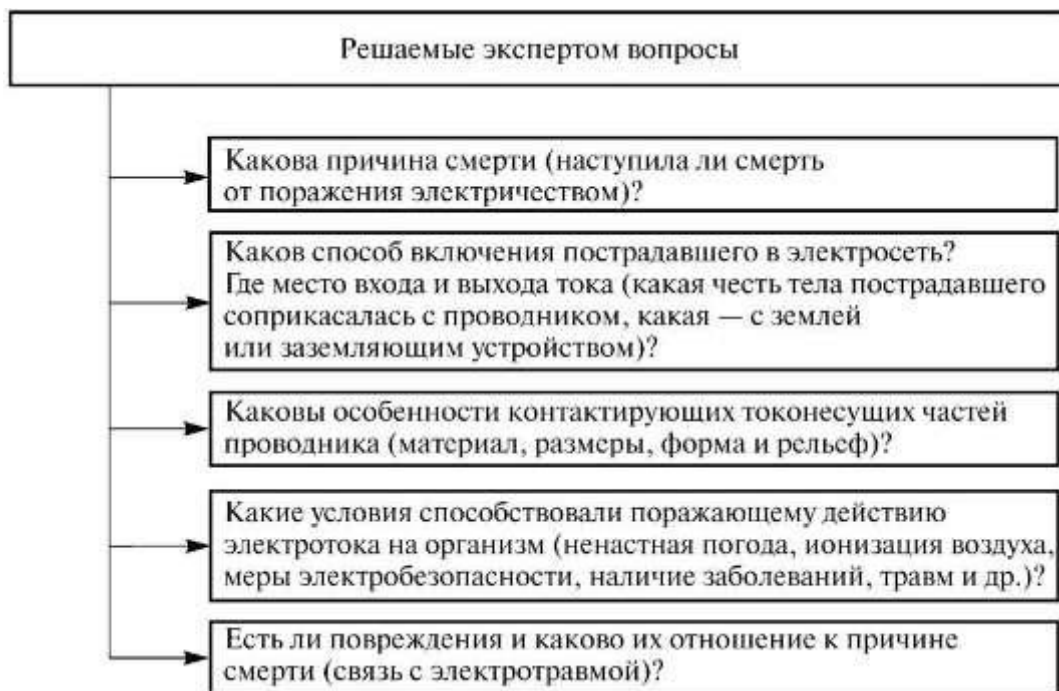 Решаемые экспертом вопросы
Какова причина смерти (наступила ли смерть
от поражения электричеством)?
Каков способ включения пострадавшего в электросеть?
Где место входа и выхода тока (какая честь тела пострадавшего
соприкасалась с проводником, какая — с землей
или заземляющим устройством)?
Каковы особенности контактирующих токонесущих частей
проводника (материал, размеры, форма и рельеф)?
Какие условия способствовали поражающему действию
электротока на организм (ненастная погода, ионизация воздуха,
меры электробезопасности, наличие заболеваний, травм и др.)?
Есть ли повреждения и каково их отношение к причине
смерти (связь с электротравмой)?